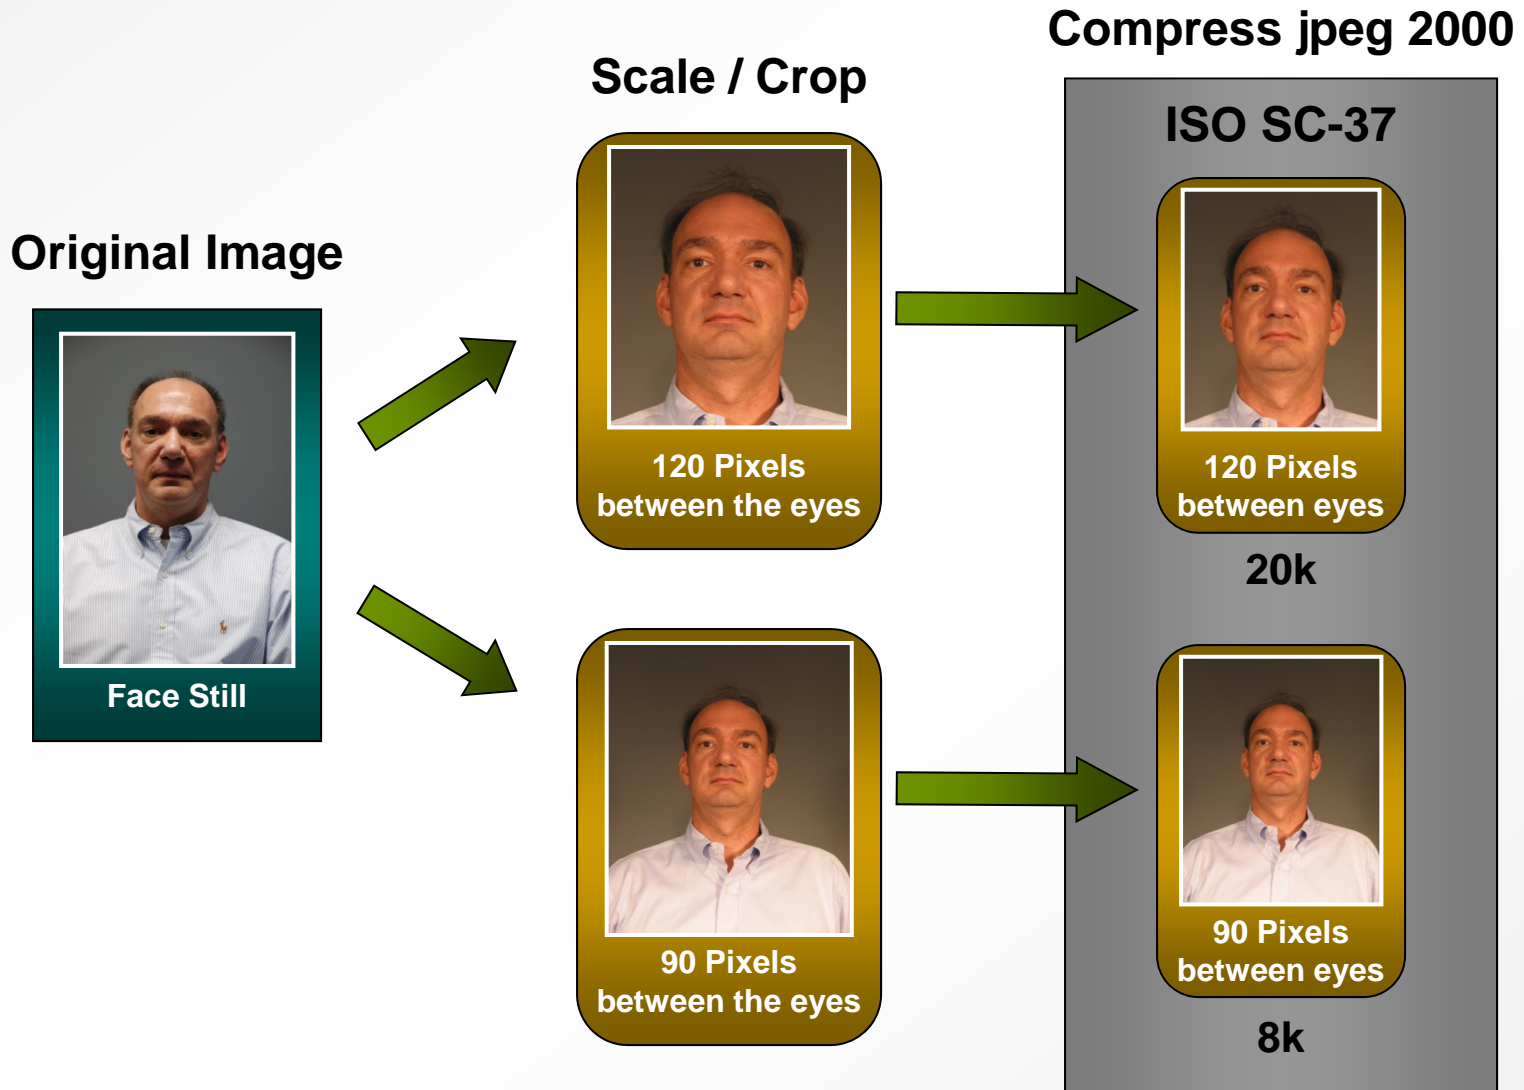 Original Image
Face Still
Scale / Crop
120 Pixels
between the eyes
90 Pixels
between the eyes
Compress jpeg 2000
ISO SC-37
120 Pixels
between eyes
20k
90 Pixels
between eyes
8k